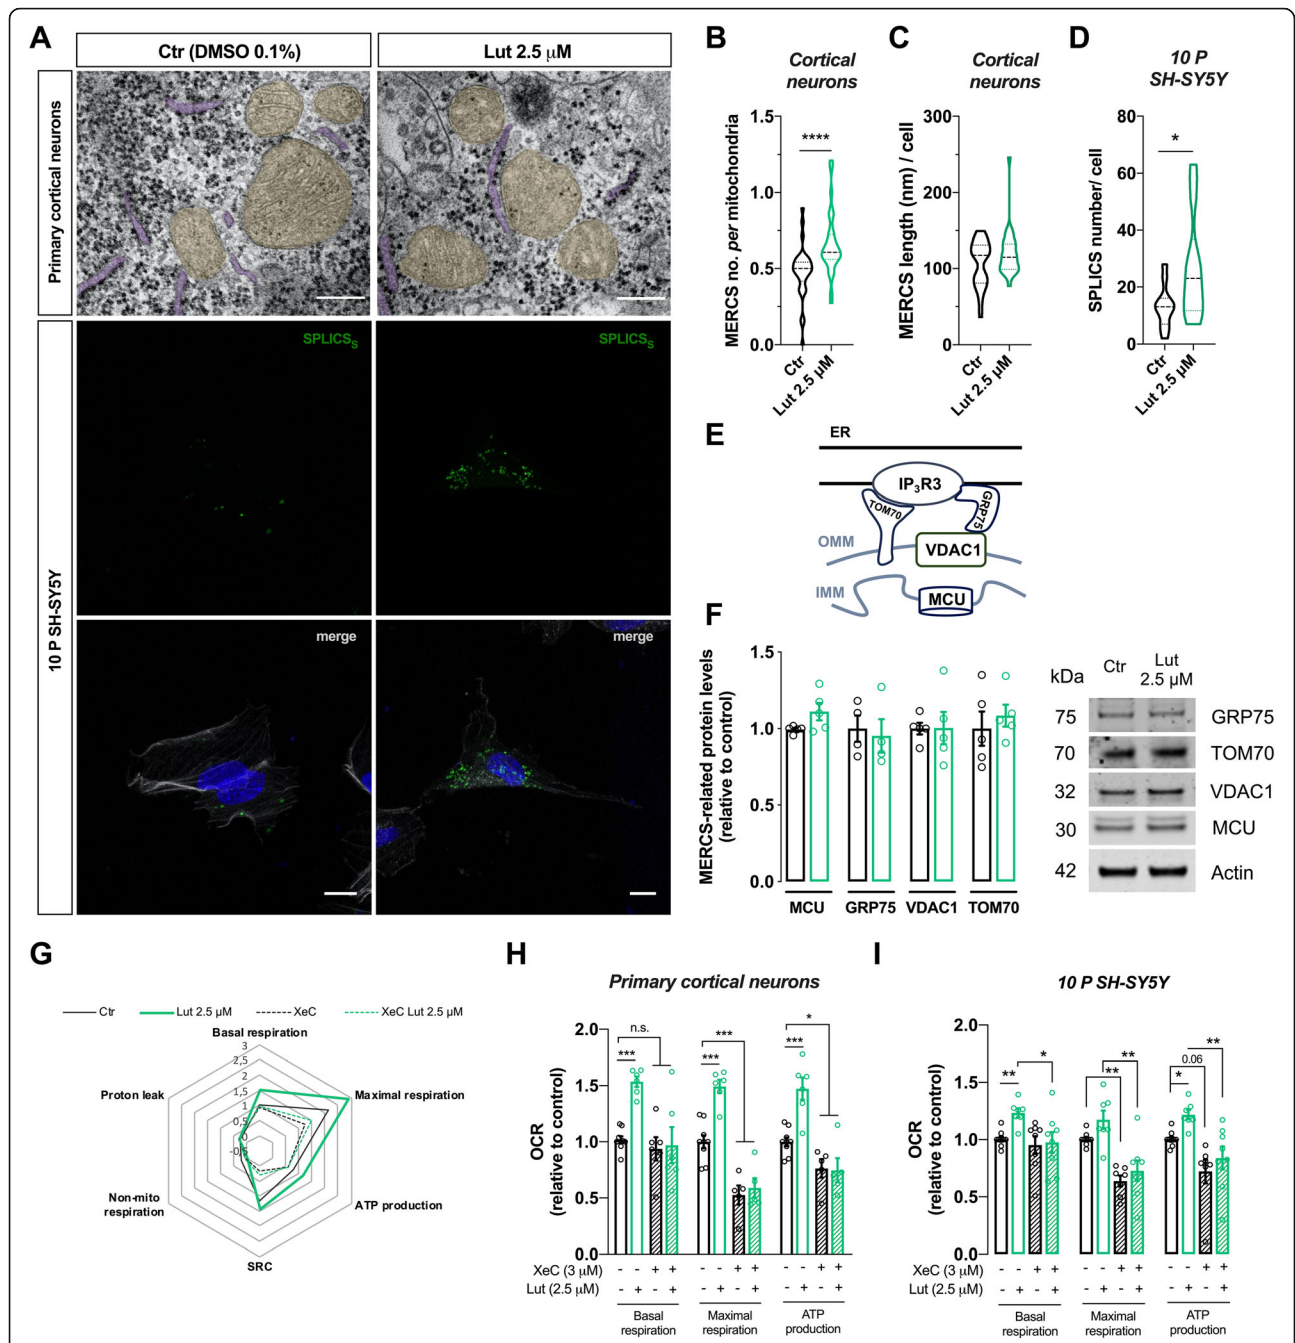 A
Ctr (DMSO 0.1%)
Lut 2.5 μM
Primary cortical neurons
10 P SH-SY5Y
SPLICSS
SPLICSS
merge
merge
B
Cortical
neurons
MERCS no. per mitochondria
1.5
1.0
0.5
0.0
****
Ctr
Lut 2.5 μM
C
Cortical
neurons
MERCS length (nm) / cell
300
200
100
0
Ctr
Lut 2.5 μM
D
10 P
SH-SY5Y
SPLICS number/ cell
80
60
40
20
0
*
Ctr
Lut 2.5 μM
E
ER
IP3R3
TOM70
GRP75
OMM
VDAC1
IMM
MCU
F
MERCS-related protein levels
(relative to control)
1.5
1.0
0.5
0.0
MCU
GRP75
VDAC1
TOM70
kDa
Ctr
Lut
2.5 μM
75
GRP75
70
TOM70
32
VDAC1
30
MCU
42
Actin
G
Ctr
Lut 2.5 μM
XeC
XeC Lut 2.5 μM
Basal respiration
3
2,5
2
1,5
1
0,5
0
-0,5
Proton leak
Maximal respiration
Non-mito
respiration
ATP production
SRC
H
Primary cortical neurons
OCR
(relative to control)
2.0
1.5
1.0
0.5
0.0
n.s.
***
***
***
*
***
XeC (3 μM)
- - + + - - + + - - + +
Lut (2.5 μM)
- + - + - + - + - + - +
Basal
respiration
Maximal
respiration
ATP
production
I
10 P SH-SY5Y
OCR
(relative to control)
2.0
1.5
1.0
0.5
0.0
**
*
**
**
0.06
*
**
- - + + - - + + - - + +
- + - + - + - + - + - +
Basal
respiration
Maximal
respiration
ATP
production